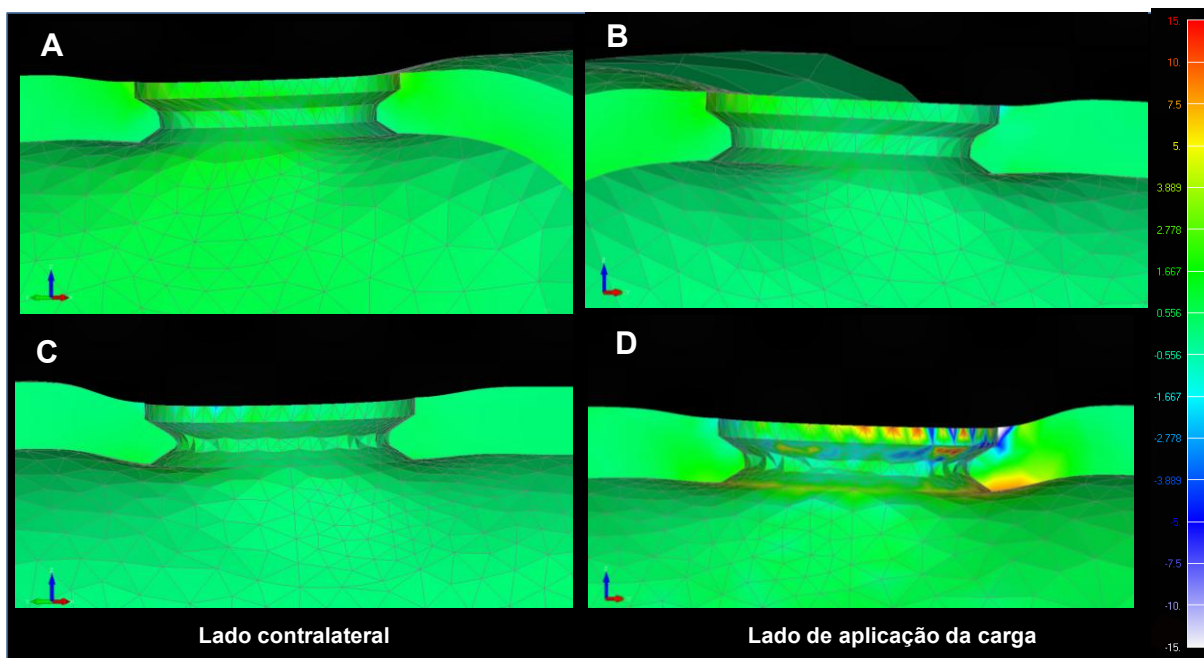 A
B
C
D
Lado contralateral
Lado de aplicação da carga
15.
10.
7.5
5.
3.889
2.778
1.667
0.556
-0.556
-1.667
-2.778
-3.889
-7.5
-10.
-15.